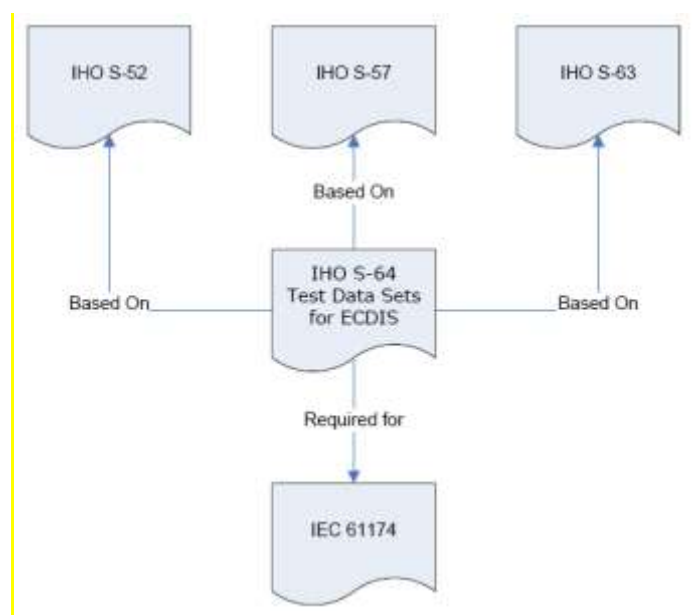 IHO S-52
IHO S-57
IHO S-63
Based On
IHO S-64
Test Data Sets
for ECDIS
Based On
Based On
Required for
IEC 61174